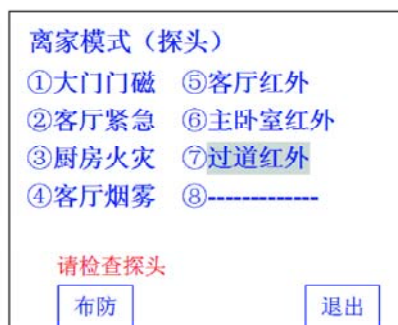 离家模式（探头）
①大门门磁 ⑤客厅红外
②客厅紧急 ⑥主卧室红外
③厨房火灾 ⑦过道红外
④客厅烟雾 ⑧-------------
请检查探头
布防 退出